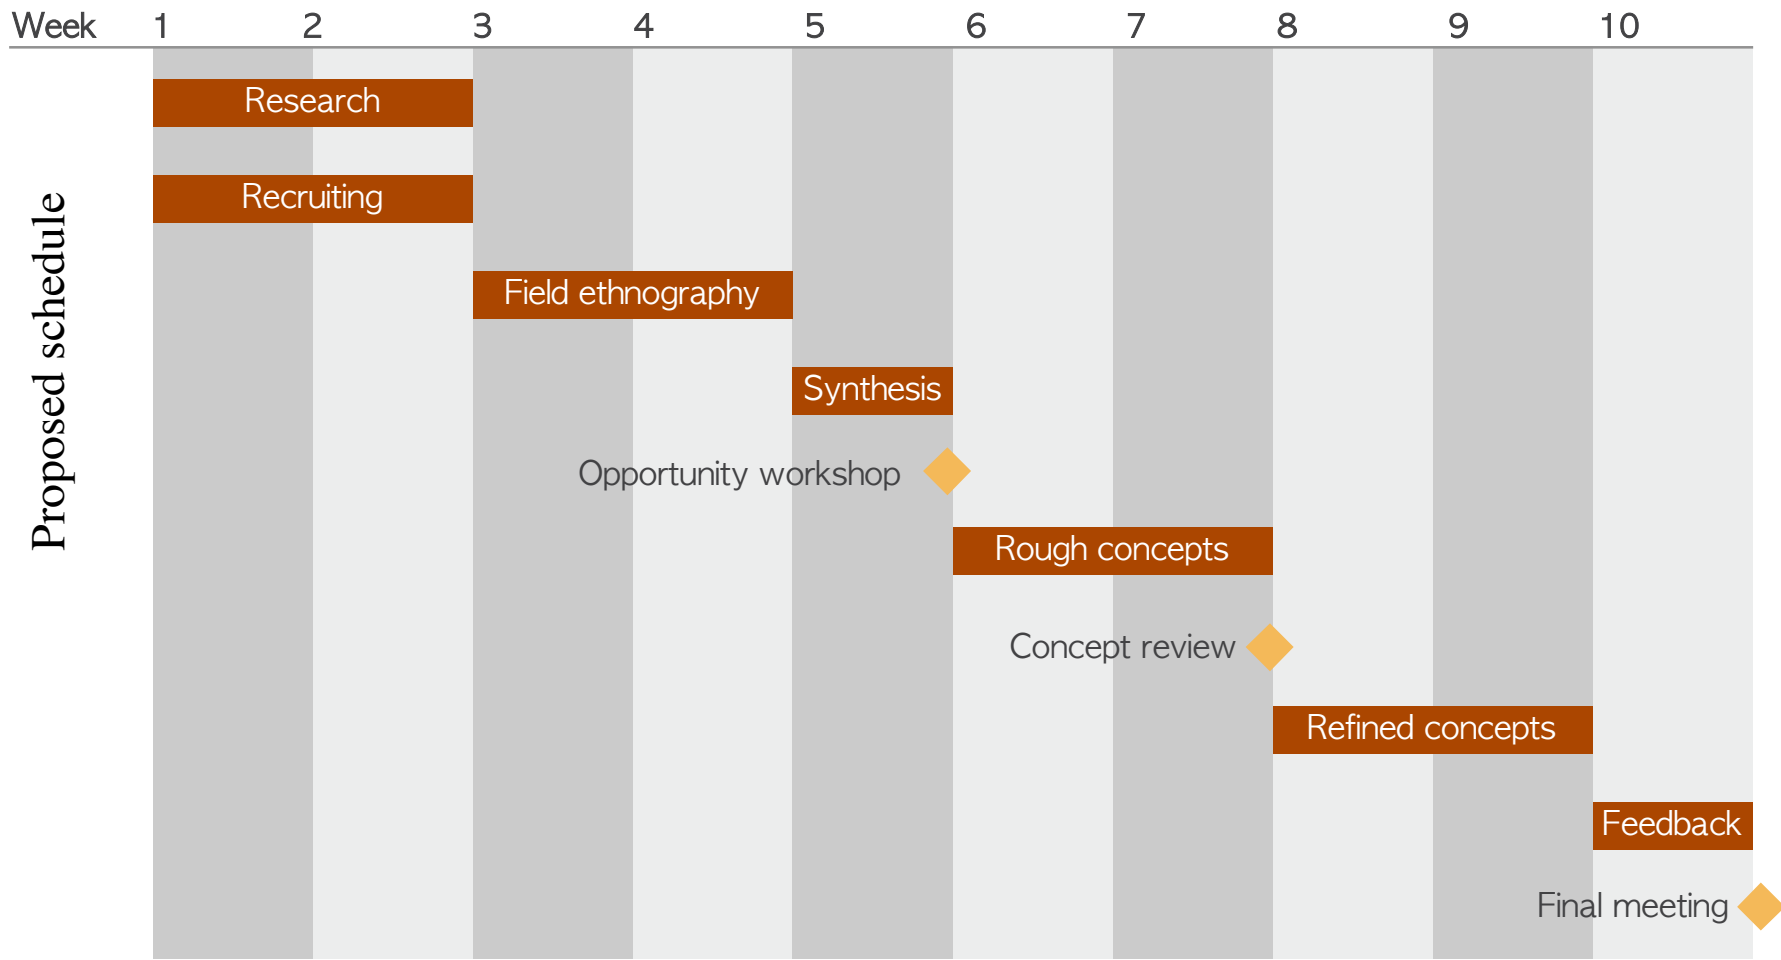 Week 1 2 3 4 5 6 7 8 9 10
Proposed schedule
Research
Recruiting
Field ethnography
Synthesis
Opportunity workshop
Rough concepts
Concept review
Refined concepts
Feedback
Final meeting